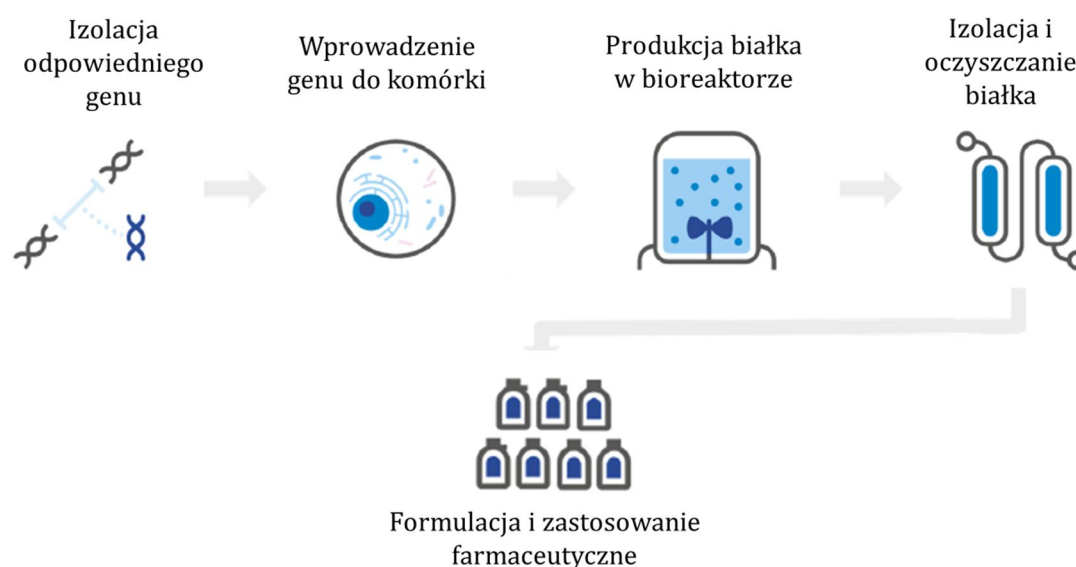 Izolacja
odpowiedniego
genu
Wprowadzenie
genu do komórki
Produkcja białka
w bioreaktorze
Izolacja i
oczyszczanie
białka
Formulacja i zastosowanie
farmaceutyczne